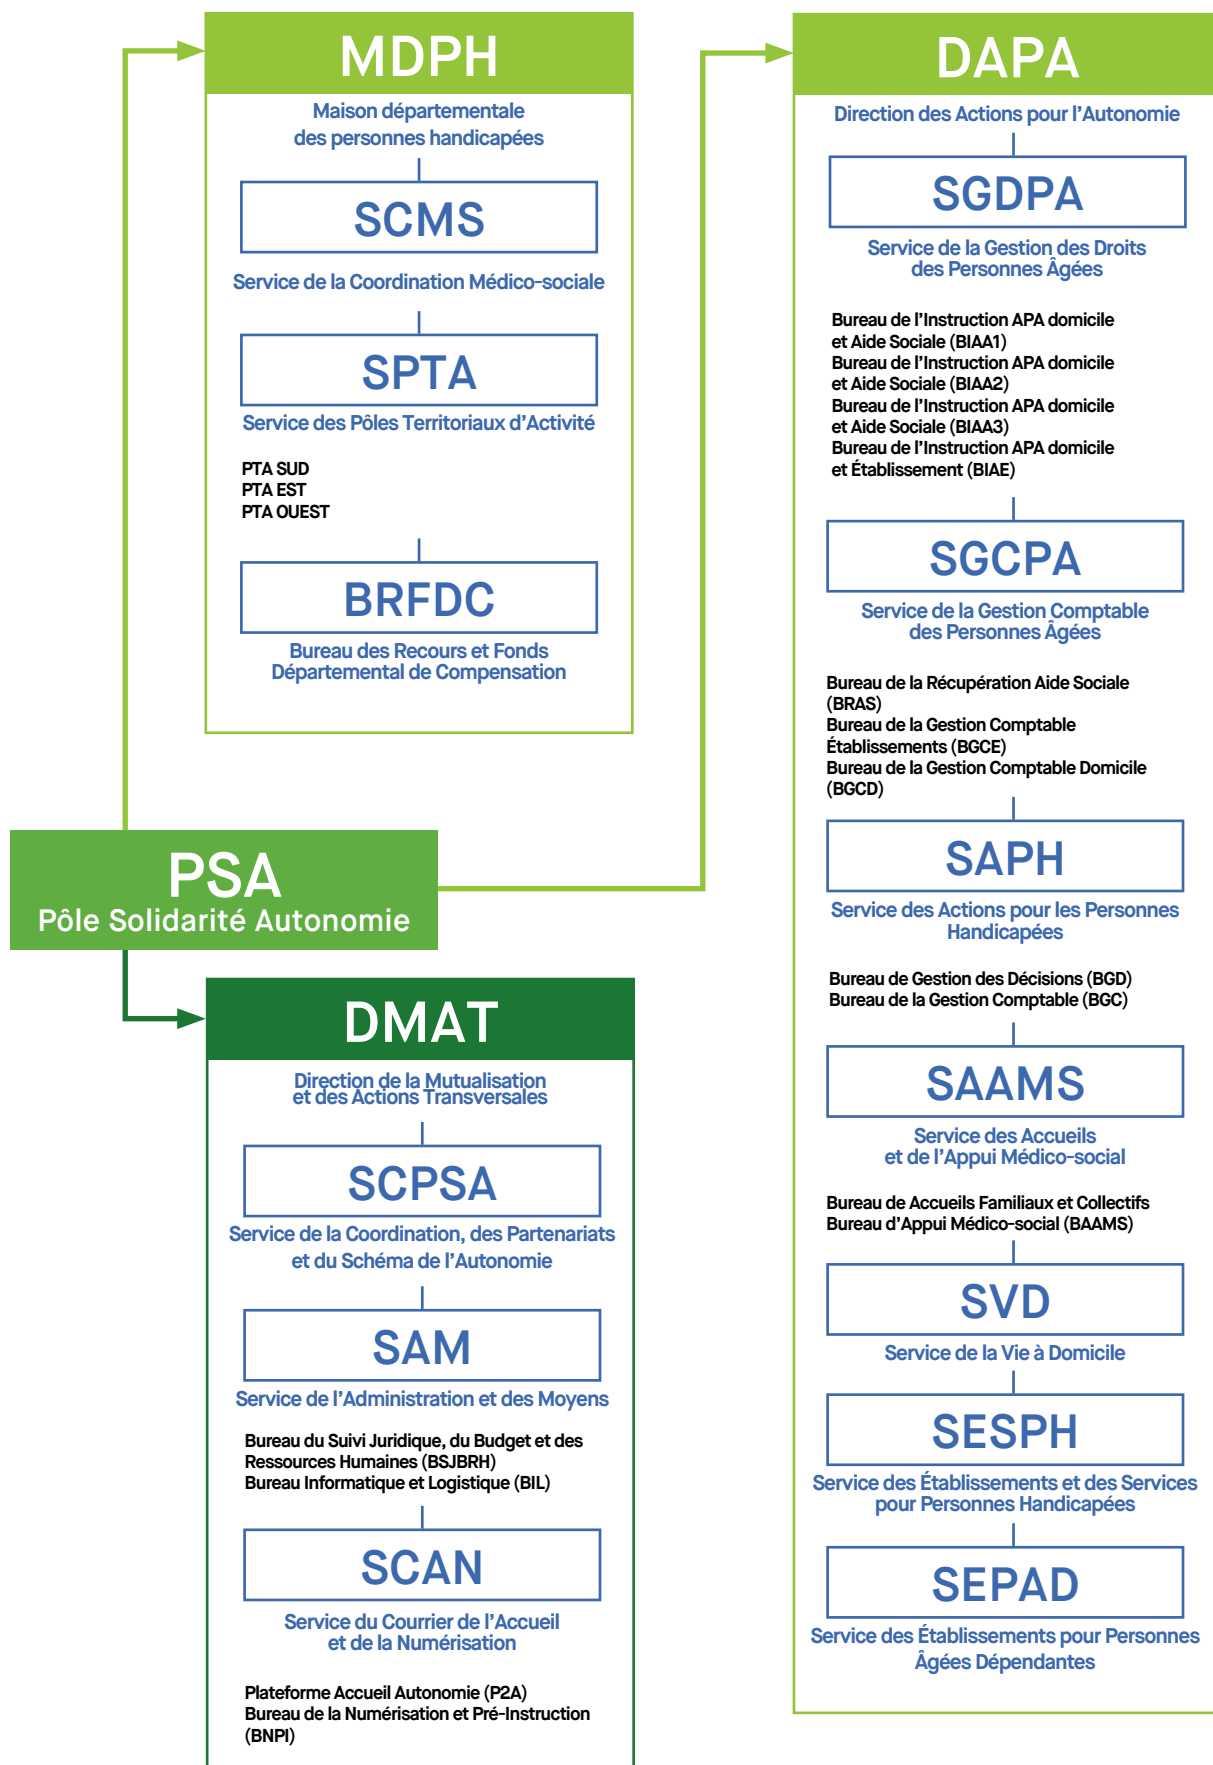 MDPH
Maison départementale
des personnes handicapées
SCMS
Service de la Coordination Médico-sociale
SPTA
Service des Pôles Territoriaux d'Activité
PTA SUD
PTA EST
PTA OUEST
BRFDC
Bureau des Recours et Fonds
Départemental de Compensation
PSA
Pôle Solidarité Autonomie
DMAT
Direction de la Mutualisation
et des Actions Transversales
SCPSA
Service de la Coordination, des Partenariats
et du Schéma de l'Autonomie
SAM
Service de l'Administration et des Moyens
Bureau du Suivi Juridique, du Budget et des
Ressources Humaines (BSJBRH)
Bureau Informatique et Logistique (BIL)
SCAN
Service du Courrier de l'Accueil
et de la Numérisation
Plateforme Accueil Autonomie (P2A)
Bureau de la Numérisation et Pré-Instruction
(BNPI)
DAPA
Direction des Actions pour l'Autonomie
SGDPA
Service de la Gestion des Droits
des Personnes Âgées
Bureau de l'Instruction APA domicile
et Aide Sociale (BIAA1)
Bureau de l'Instruction APA domicile
et Aide Sociale (BIAA2)
Bureau de l'Instruction APA domicile
et Aide Sociale (BIAA3)
Bureau de l'Instruction APA domicile
et Établissement (BIAE)
SGCPA
Service de la Gestion Comptable
des Personnes Âgées
Bureau de la Récupération Aide Sociale
(BRAS)
Bureau de la Gestion Comptable
Établissements (BGCE)
Bureau de la Gestion Comptable Domicile
(BGCD)
SAPH
Service des Actions pour les Personnes
Handicapées
Bureau de Gestion des Décisions (BGD)
Bureau de la Gestion Comptable (BGC)
SAAMS
Service des Accueils
et de l'Appui Médico-social
Bureau de Accueils Familiaux et Collectifs
Bureau d'Appui Médico-social (BAAMS)
SVD
Service de la Vie à Domicile
SESPH
Service des Établissements et des Services
pour Personnes Handicapées
SEPAD
Service des Établissements pour Personnes
Âgées Dépendantes